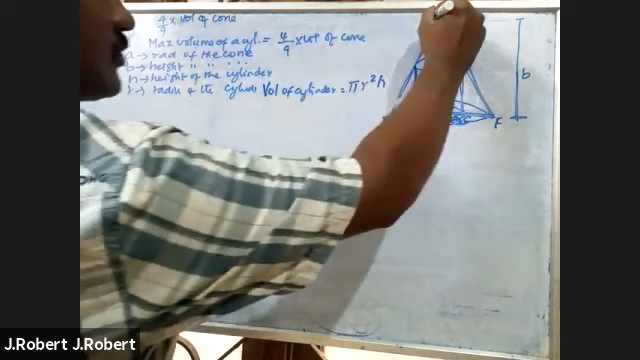 4/9 x vol of cone
Max volume of a cyl. = 4/9 x vol of cone
a → rad of the cone
b → height " " " "
h → height of the cylinder
r → radius of the cylinder Vol of cylinder = πr²h
b
F
J.Robert J.Robert